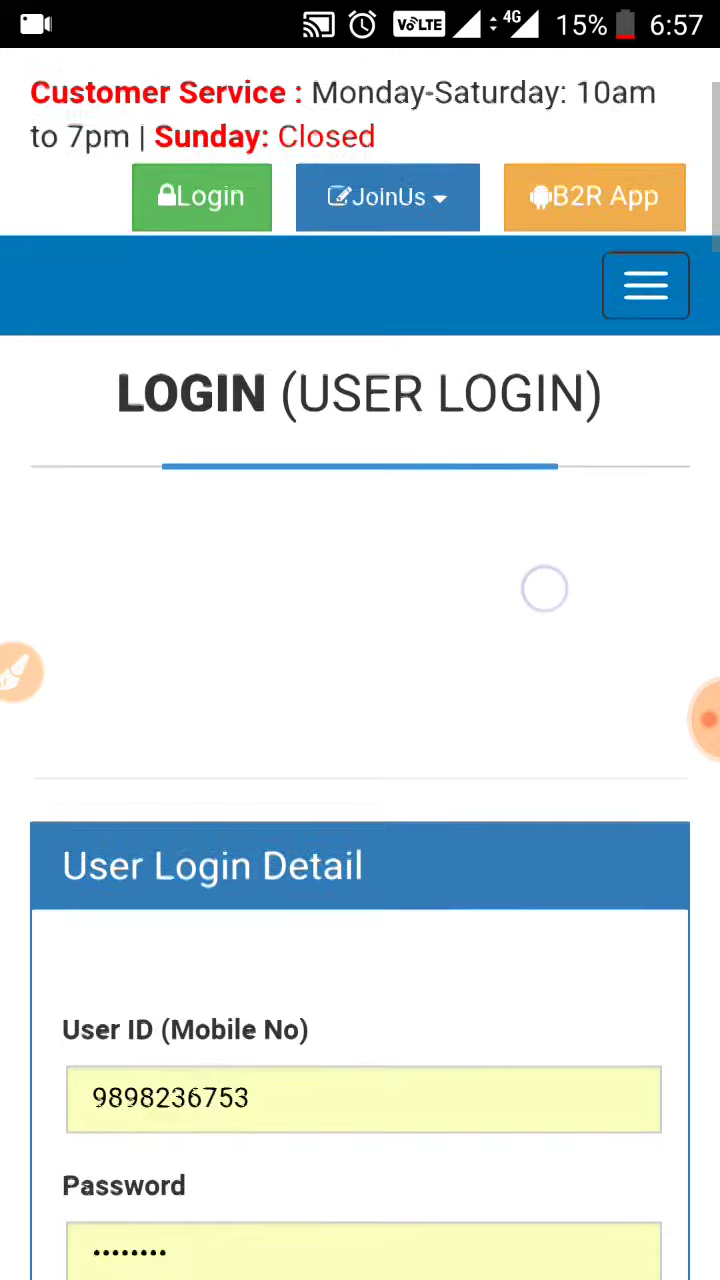 VoLTE 4G 15% 6:57
Customer Service : Monday-Saturday: 10am
to 7pm | Sunday: Closed
Login JoinUs B2R App
LOGIN (USER LOGIN)
User Login Detail
User ID (Mobile No)
9898236753
Password
••••••••